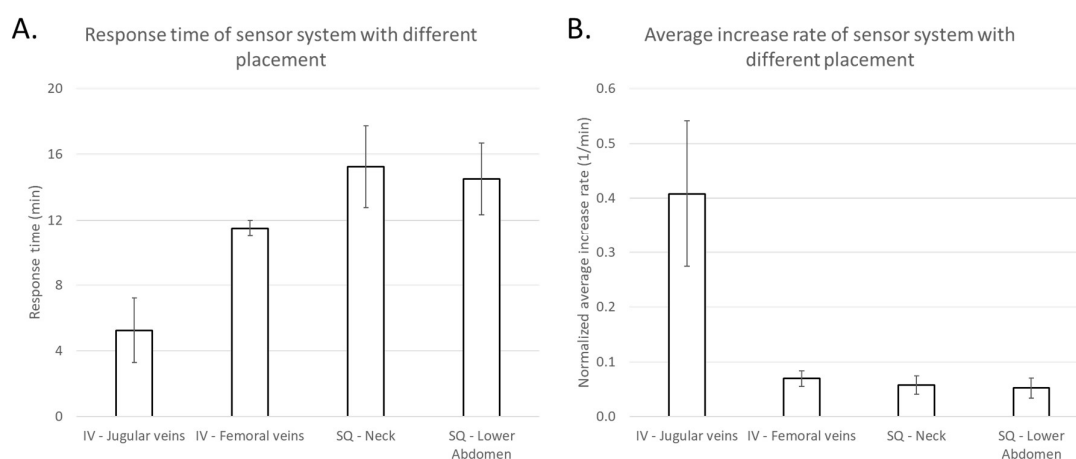 A.
Response time of sensor system with different
placement
Response time (min)
20
16
12
8
4
0
IV - Jugular veins
IV - Femoral veins
SQ - Neck
SQ - Lower
Abdomen
B.
Average increase rate of sensor system with
different placement
Normalized average increase rate (1/min)
0.6
0.5
0.4
0.3
0.2
0.1
0.0
IV - Jugular veins
IV - Femoral veins
SQ - Neck
SQ - Lower
Abdomen